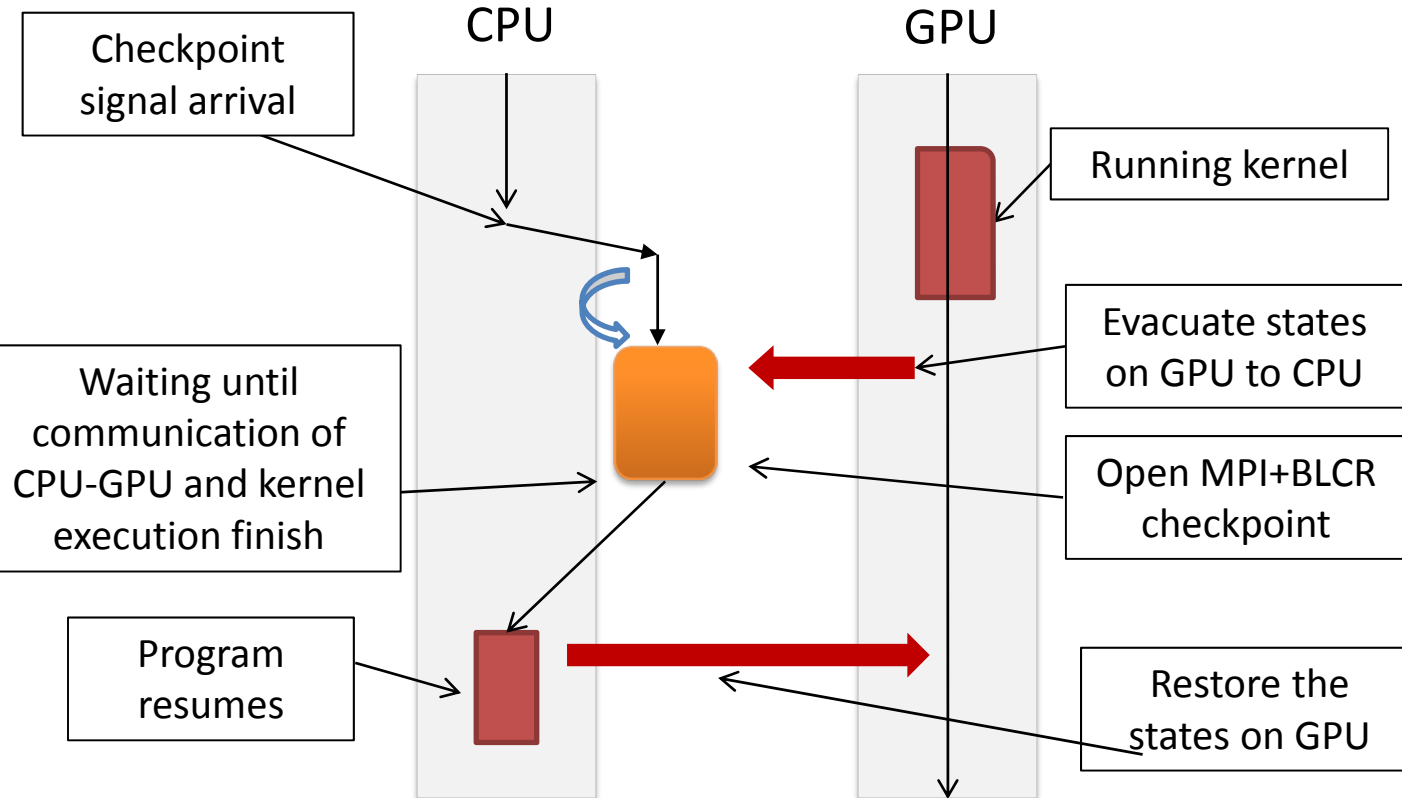 CPU
GPU
Checkpoint
signal arrival
Running kernel
Evacuate states
on GPU to CPU
Waiting until
communication of
CPU-GPU and kernel
execution finish
Open MPI+BLCR
checkpoint
Program
resumes
Restore the
states on GPU